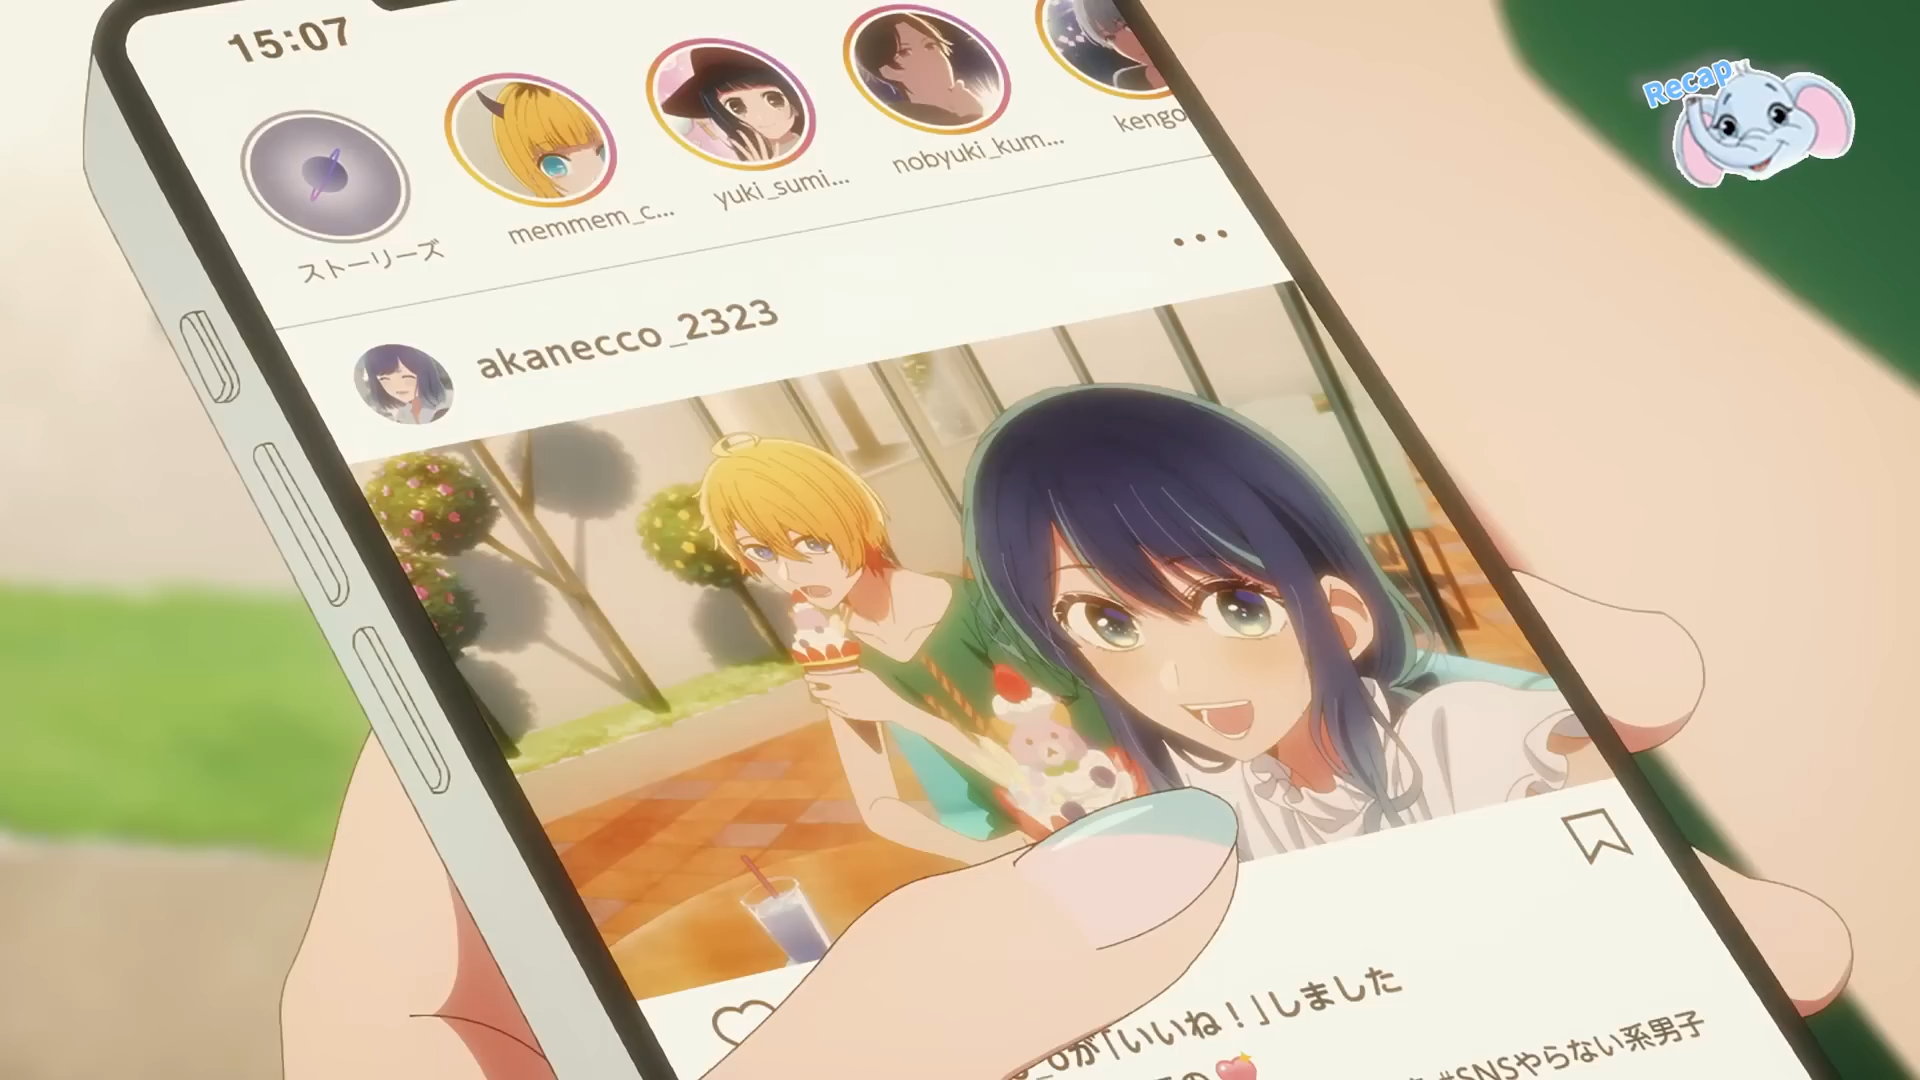 15:07
Recap
ストーリーズ
memmem_c...
yuki_sumi...
nobyuki_kum...
kengo
akanecco_2323
が「いいね！」しました
の
#SNSやらない系男子